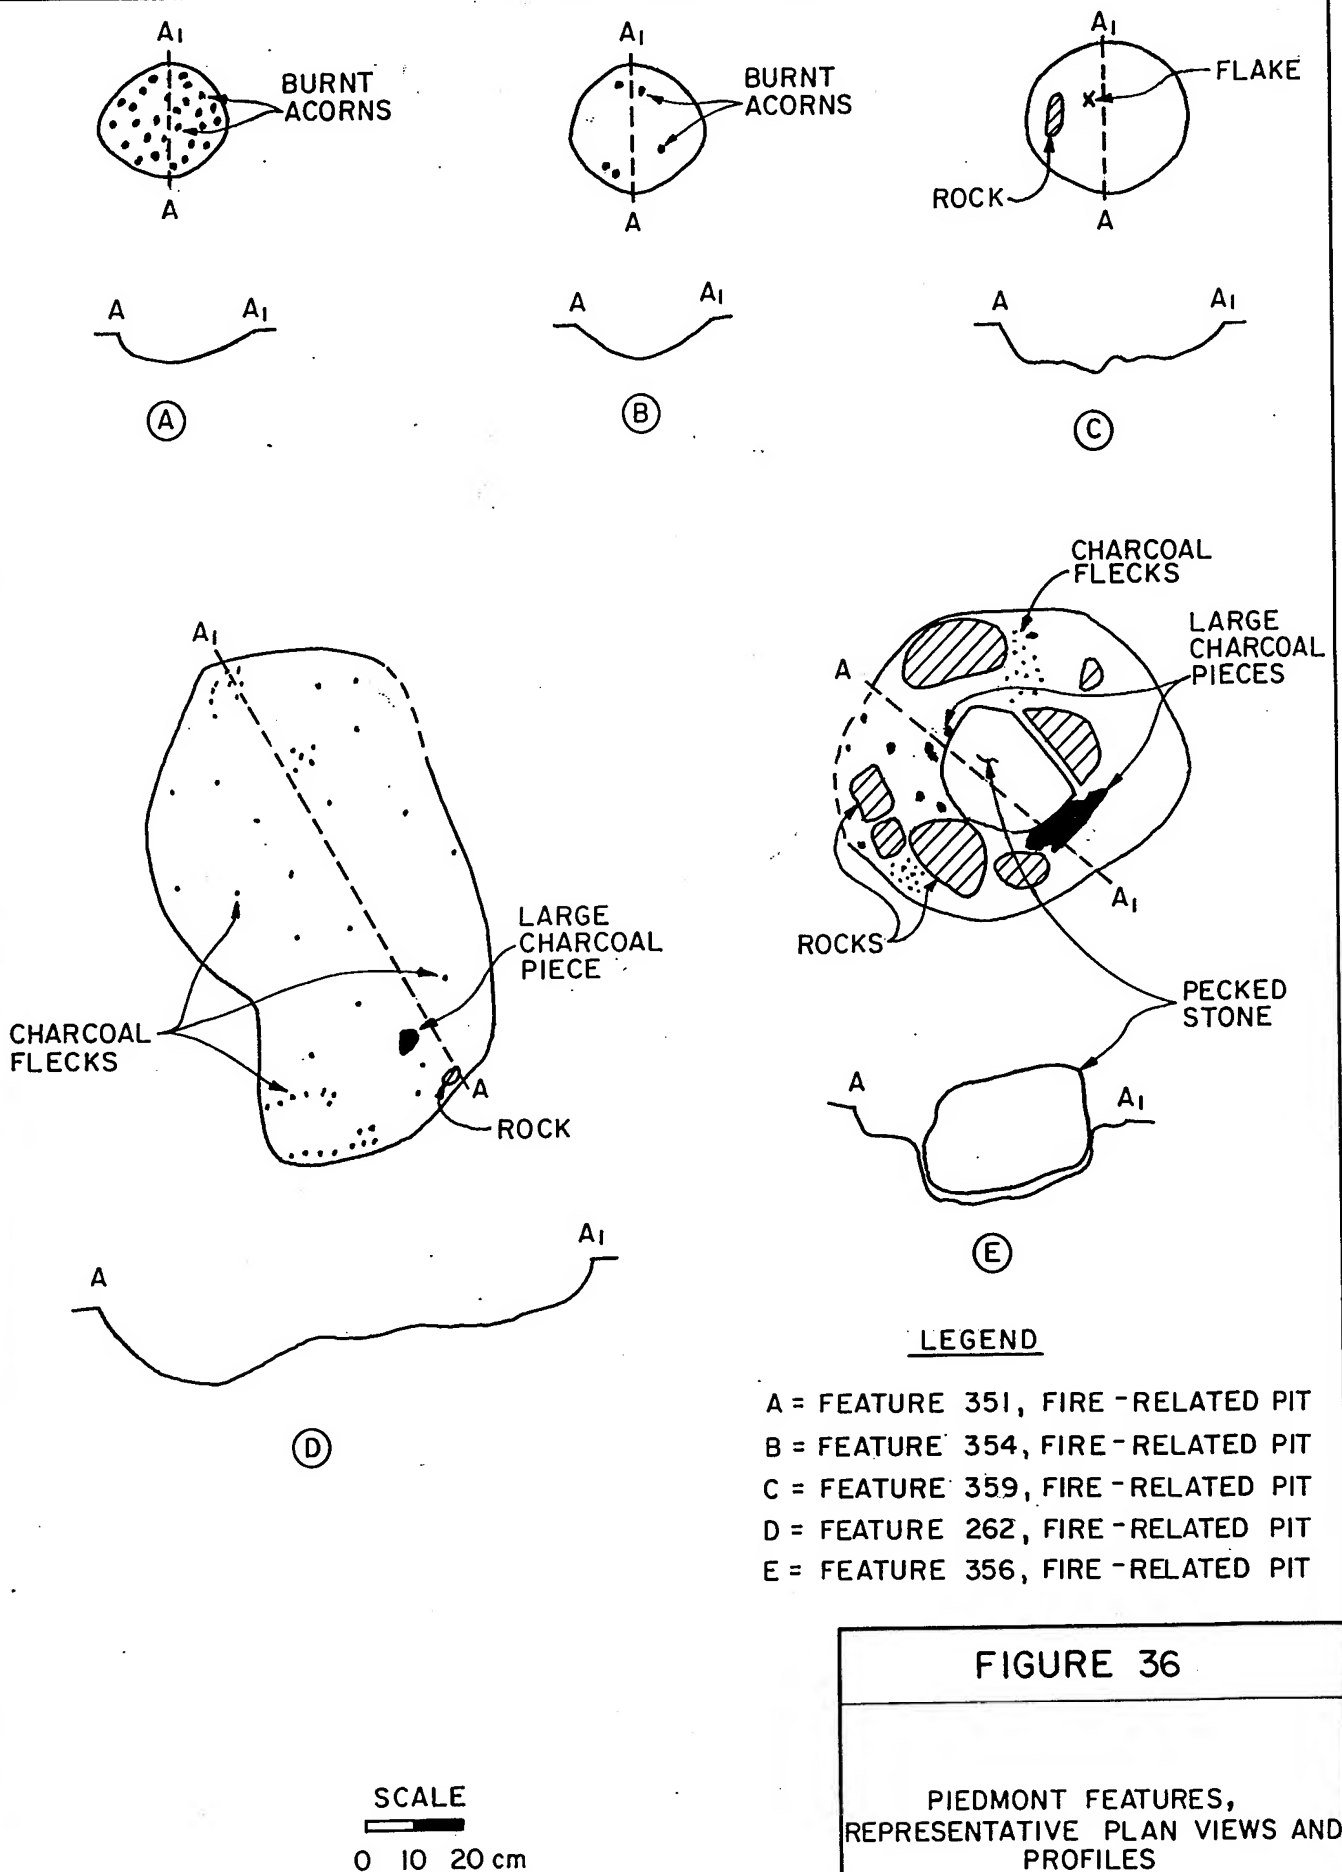 A1
BURNT
ACORNS
A
A A1
A
A1
BURNT
ACORNS
A
A A1
B
A1
FLAKE
ROCK
A
A A1
C
A1
LARGE
CHARCOAL
PIECE
CHARCOAL
FLECKS
A
ROCK
A A1
D
CHARCOAL
FLECKS
LARGE
CHARCOAL
PIECES
A
A1
ROCKS
PECKED
STONE
A A1
E
LEGEND
A = FEATURE 351, FIRE-RELATED PIT
B = FEATURE 354, FIRE-RELATED PIT
C = FEATURE 359, FIRE-RELATED PIT
D = FEATURE 262, FIRE-RELATED PIT
E = FEATURE 356, FIRE-RELATED PIT
SCALE
0 10 20 cm
FIGURE 36
PIEDMONT FEATURES,
REPRESENTATIVE PLAN VIEWS AND
PROFILES